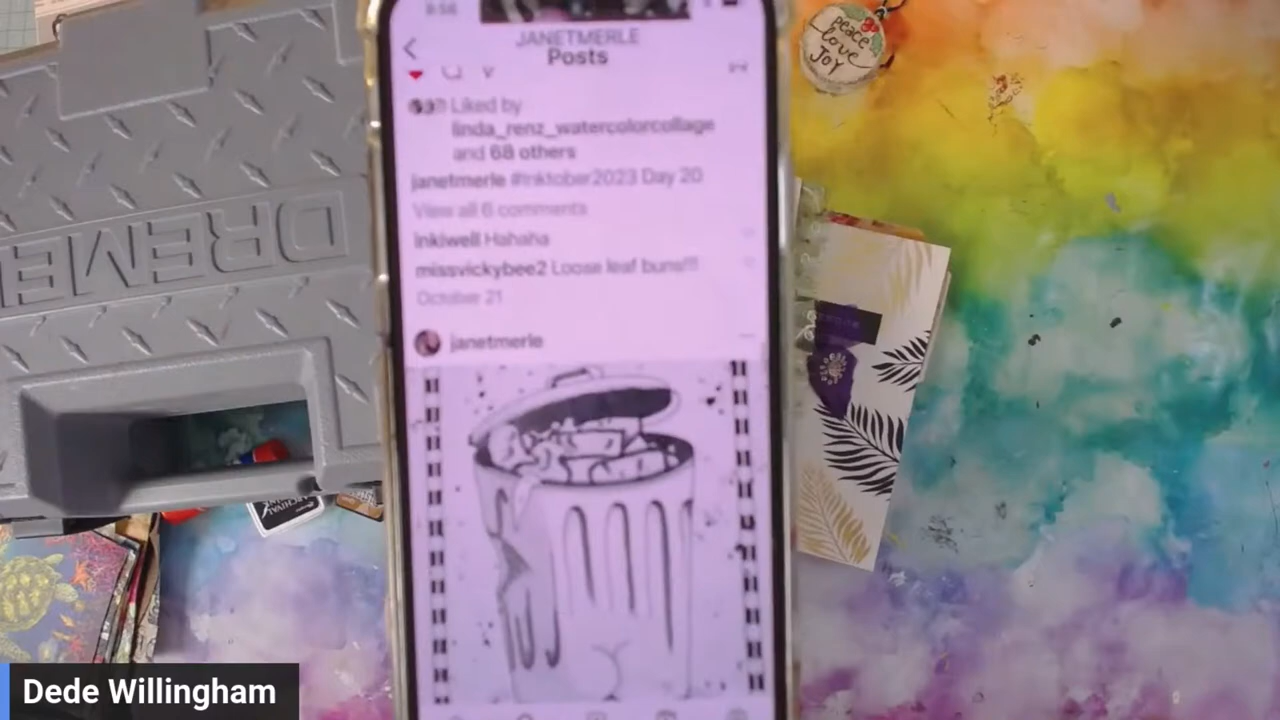 JANETMERLE
Posts
Liked by
linda_renz_watercolorcollage
and 68 others
janetmerle #Inktober2023 Day 20
View all 6 comments
inkiwell Hahaha
missvickybee2 Loose leaf buns!!!
October 21
janetmerle
peace
love
JOY
DREMEL
Dede Willingham